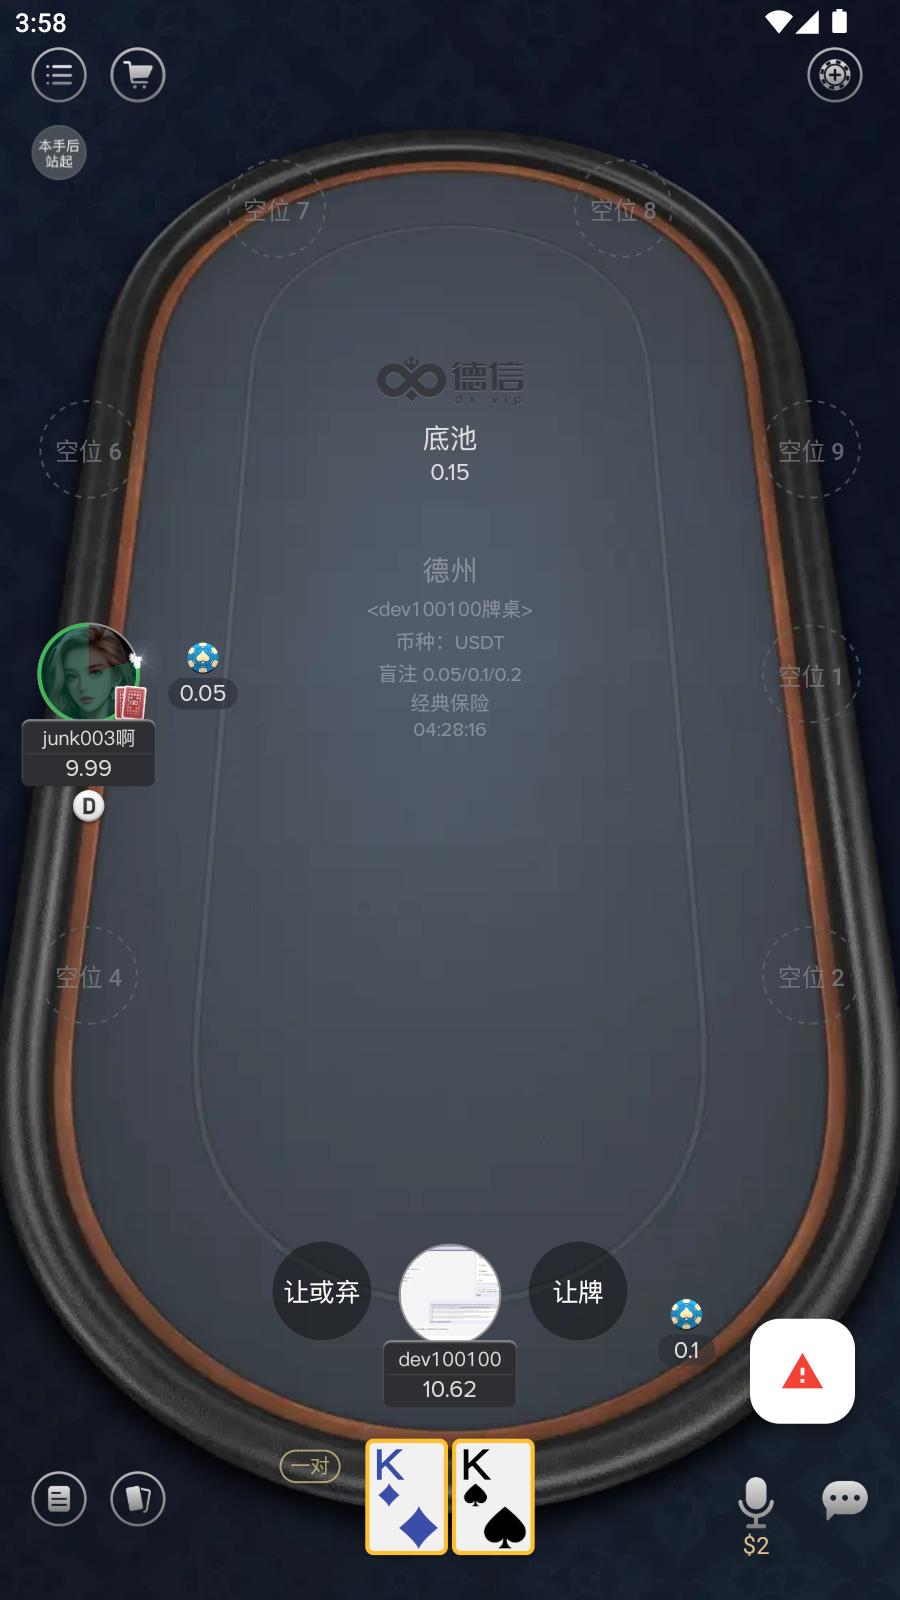 3:58
本手后
站起
空位 7
空位 8
德信
dx.vip
底池
0.15
空位 6
空位 9
德州
<dev100100牌桌>
币种：USDT
盲注 0.05/0.1/0.2
经典保险
04:28:16
空位 1
0.05
junk003啊
9.99
D
空位 4
空位 2
让或弃
让牌
0.1
dev100100
10.62
一对
K
K
$2